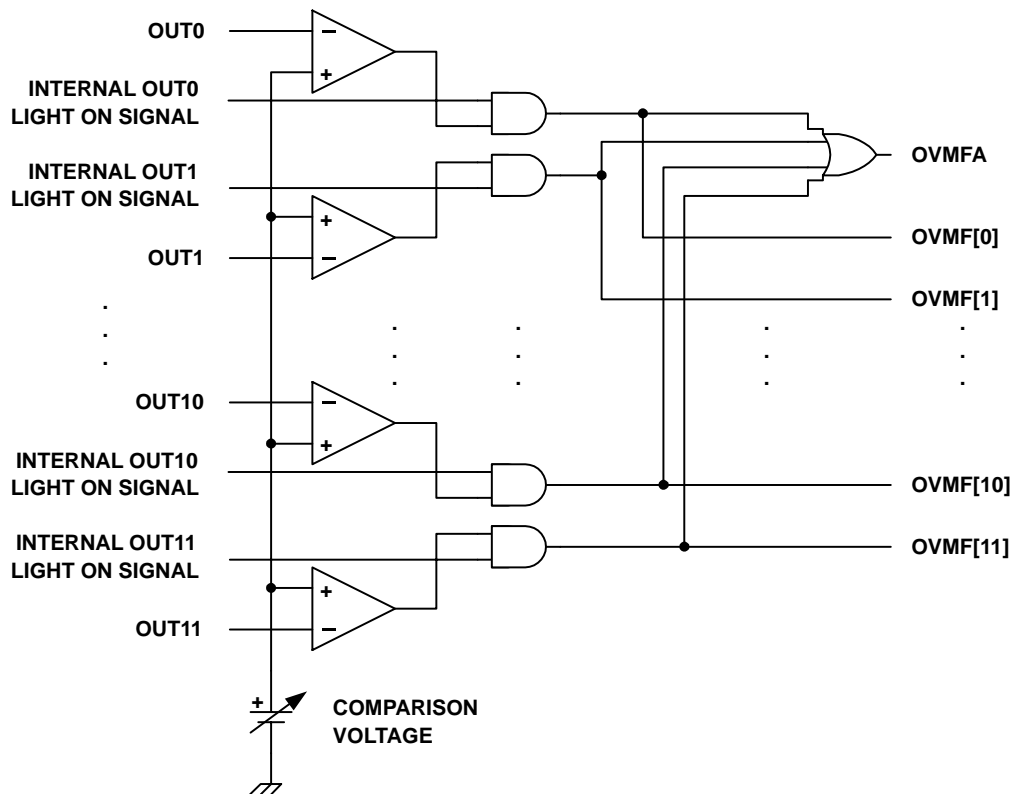 OUT0
INTERNAL OUT0
LIGHT ON SIGNAL
INTERNAL OUT1
LIGHT ON SIGNAL
OUT1
OUT10
INTERNAL OUT10
LIGHT ON SIGNAL
INTERNAL OUT11
LIGHT ON SIGNAL
OUT11
− 
+
+
−
−
+
+
−
+
COMPARISON
VOLTAGE
OVMFA
OVMF[0]
OVMF[1]
OVMF[10]
OVMF[11]